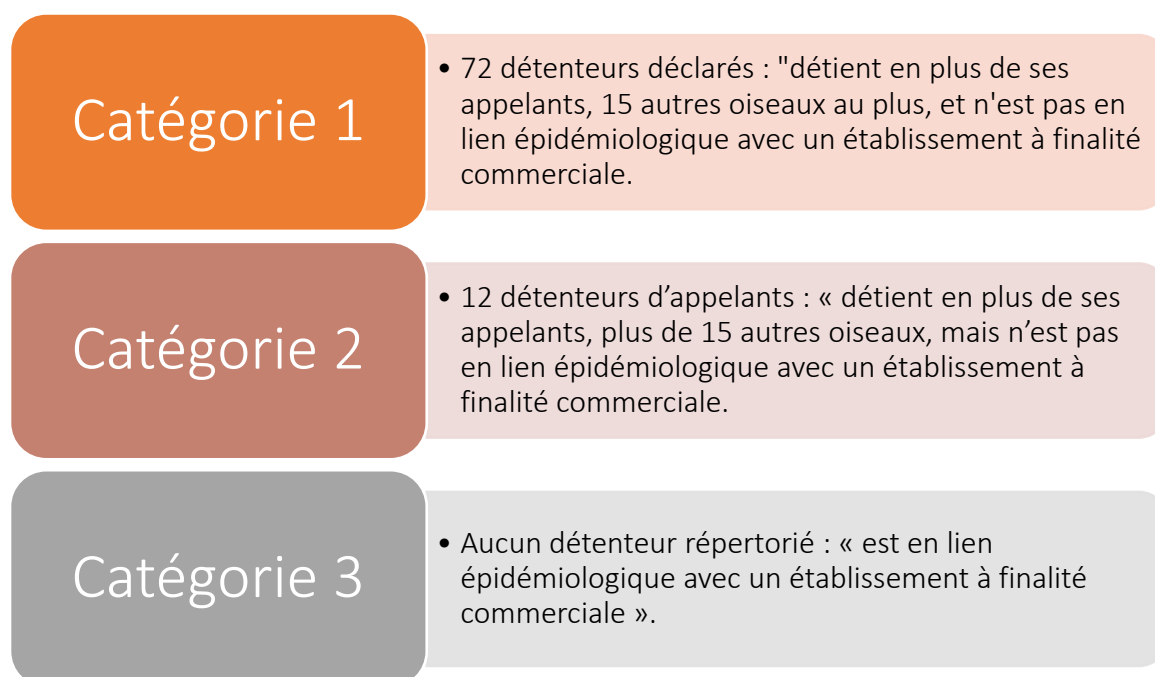 Catégorie 1
• 72 détenteurs déclarés : "détient en plus de ses
appelants, 15 autres oiseaux au plus, et n'est pas en
lien épidémiologique avec un établissement à finalité
commerciale.
Catégorie 2
• 12 détenteurs d’appelants : « détient en plus de ses
appelants, plus de 15 autres oiseaux, mais n’est pas
en lien épidémiologique avec un établissement à
finalité commerciale.
Catégorie 3
• Aucun détenteur répertorié : « est en lien
épidémiologique avec un établissement à finalité
commerciale ».